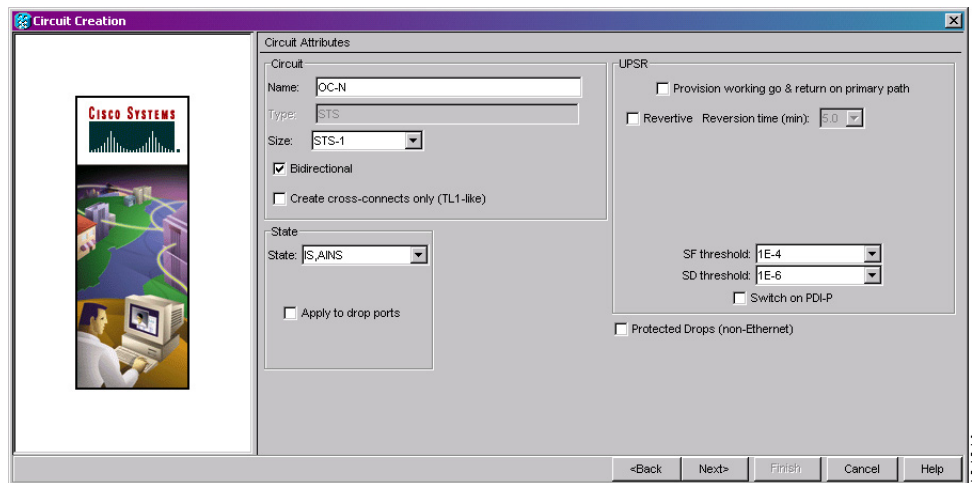 Circuit Creation
CISCO SYSTEMS
Circuit Attributes
Circuit
Name: OC-N
Type: STS
Size: STS-1
Bidirectional
Create cross-connects only (TL1-like)
State
State: IS,AINS
Apply to drop ports
UPSR
Provision working go & return on primary path
Revertive Reversion time (min): 5.0
SF threshold: 1E-4
SD threshold: 1E-6
Switch on PDI-P
Protected Drops (non-Ethernet)
<Back Next> Finish Cancel Help